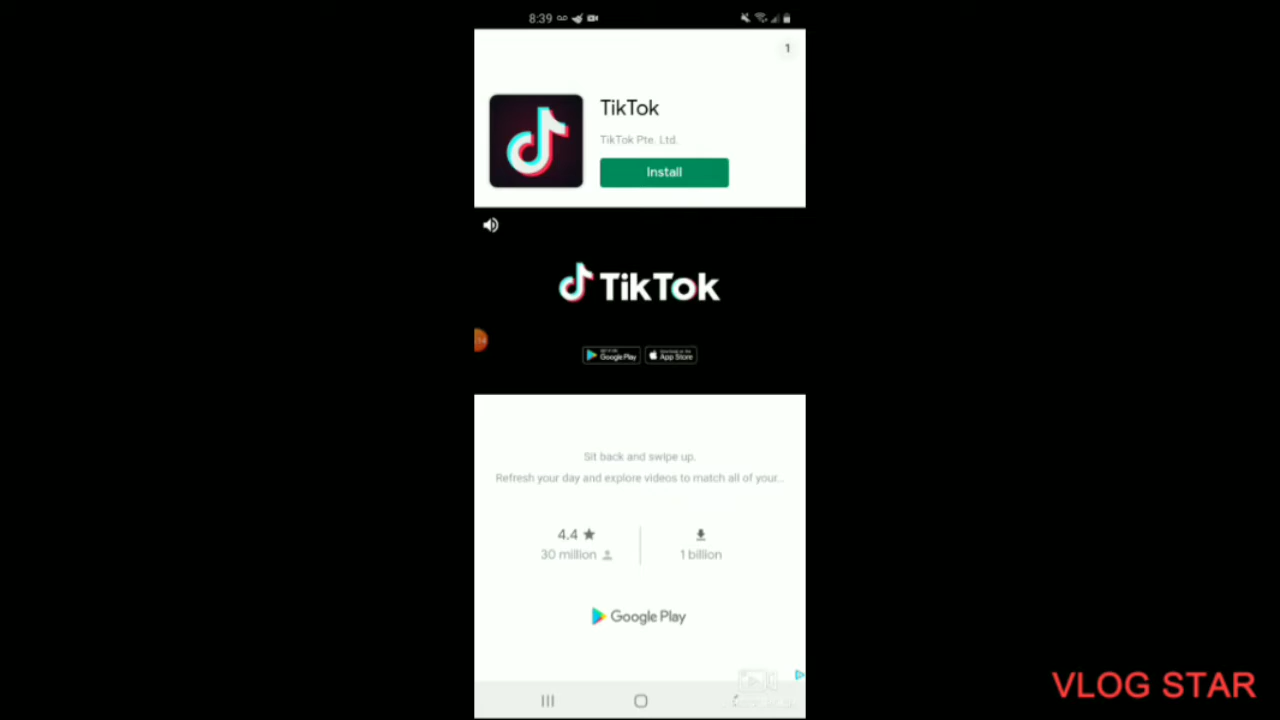 8:39
1
TikTok
TikTok Pte. Ltd.
Install
TikTok
Google Play
App Store
Sit back and swipe up.
Refresh your day and explore videos to match all of your...
4.4
30 million
1 billion
Google Play
VLOG STAR